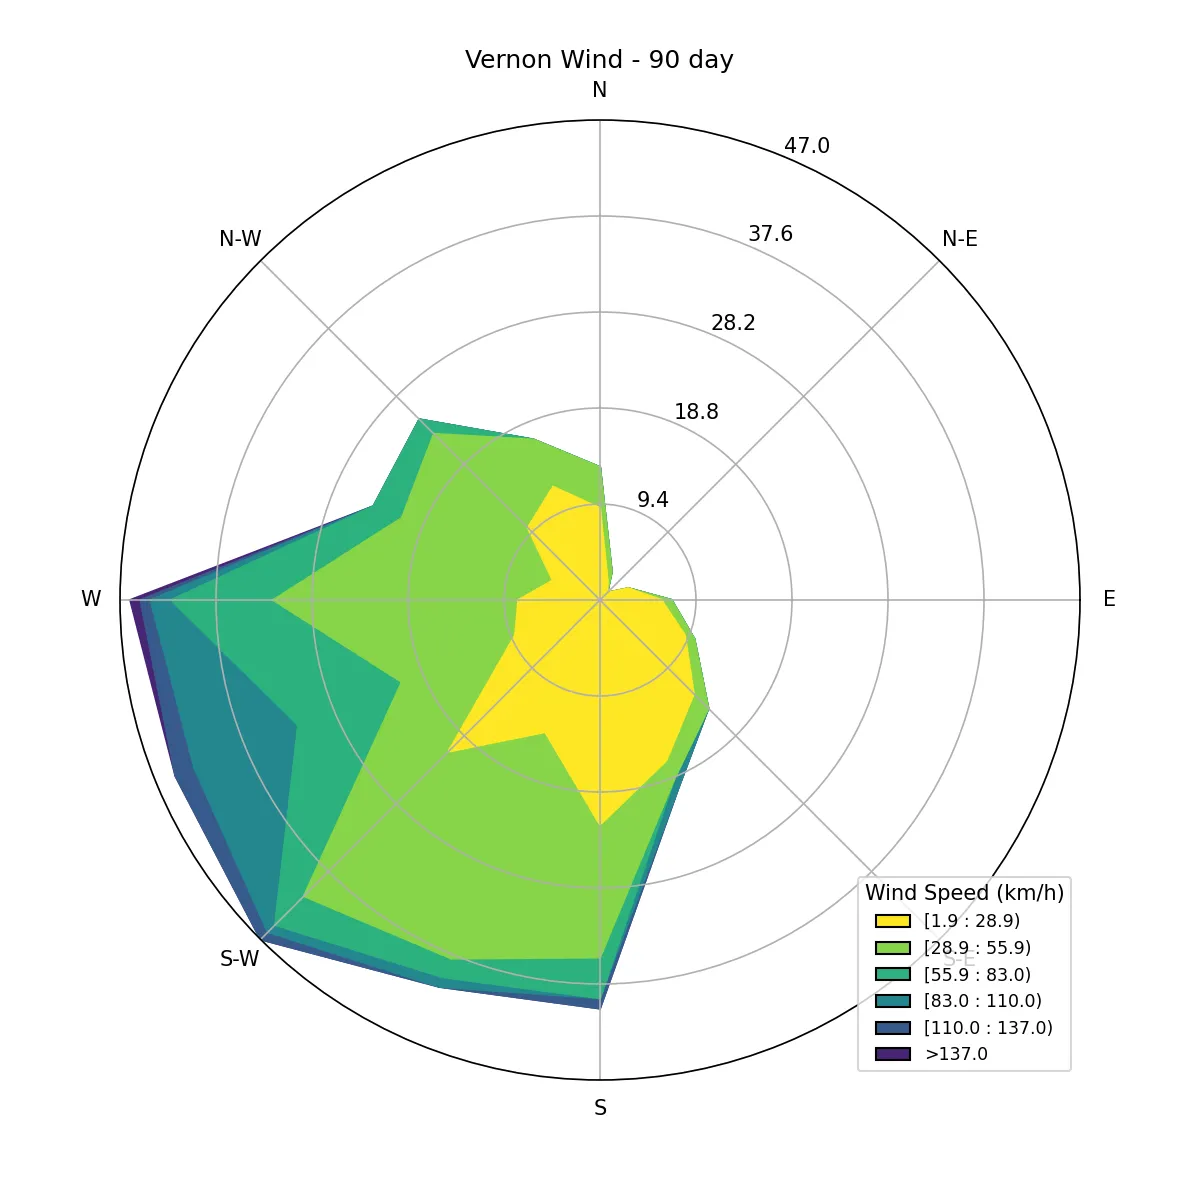 Vernon Wind - 90 day
N
47.0
N-W
37.6
N-E
28.2
18.8
9.4
W
E
S-W
S-E
S
Wind Speed (km/h)
[1.9 : 28.9)
[28.9 : 55.9)
[55.9 : 83.0)
[83.0 : 110.0)
[110.0 : 137.0)
>137.0